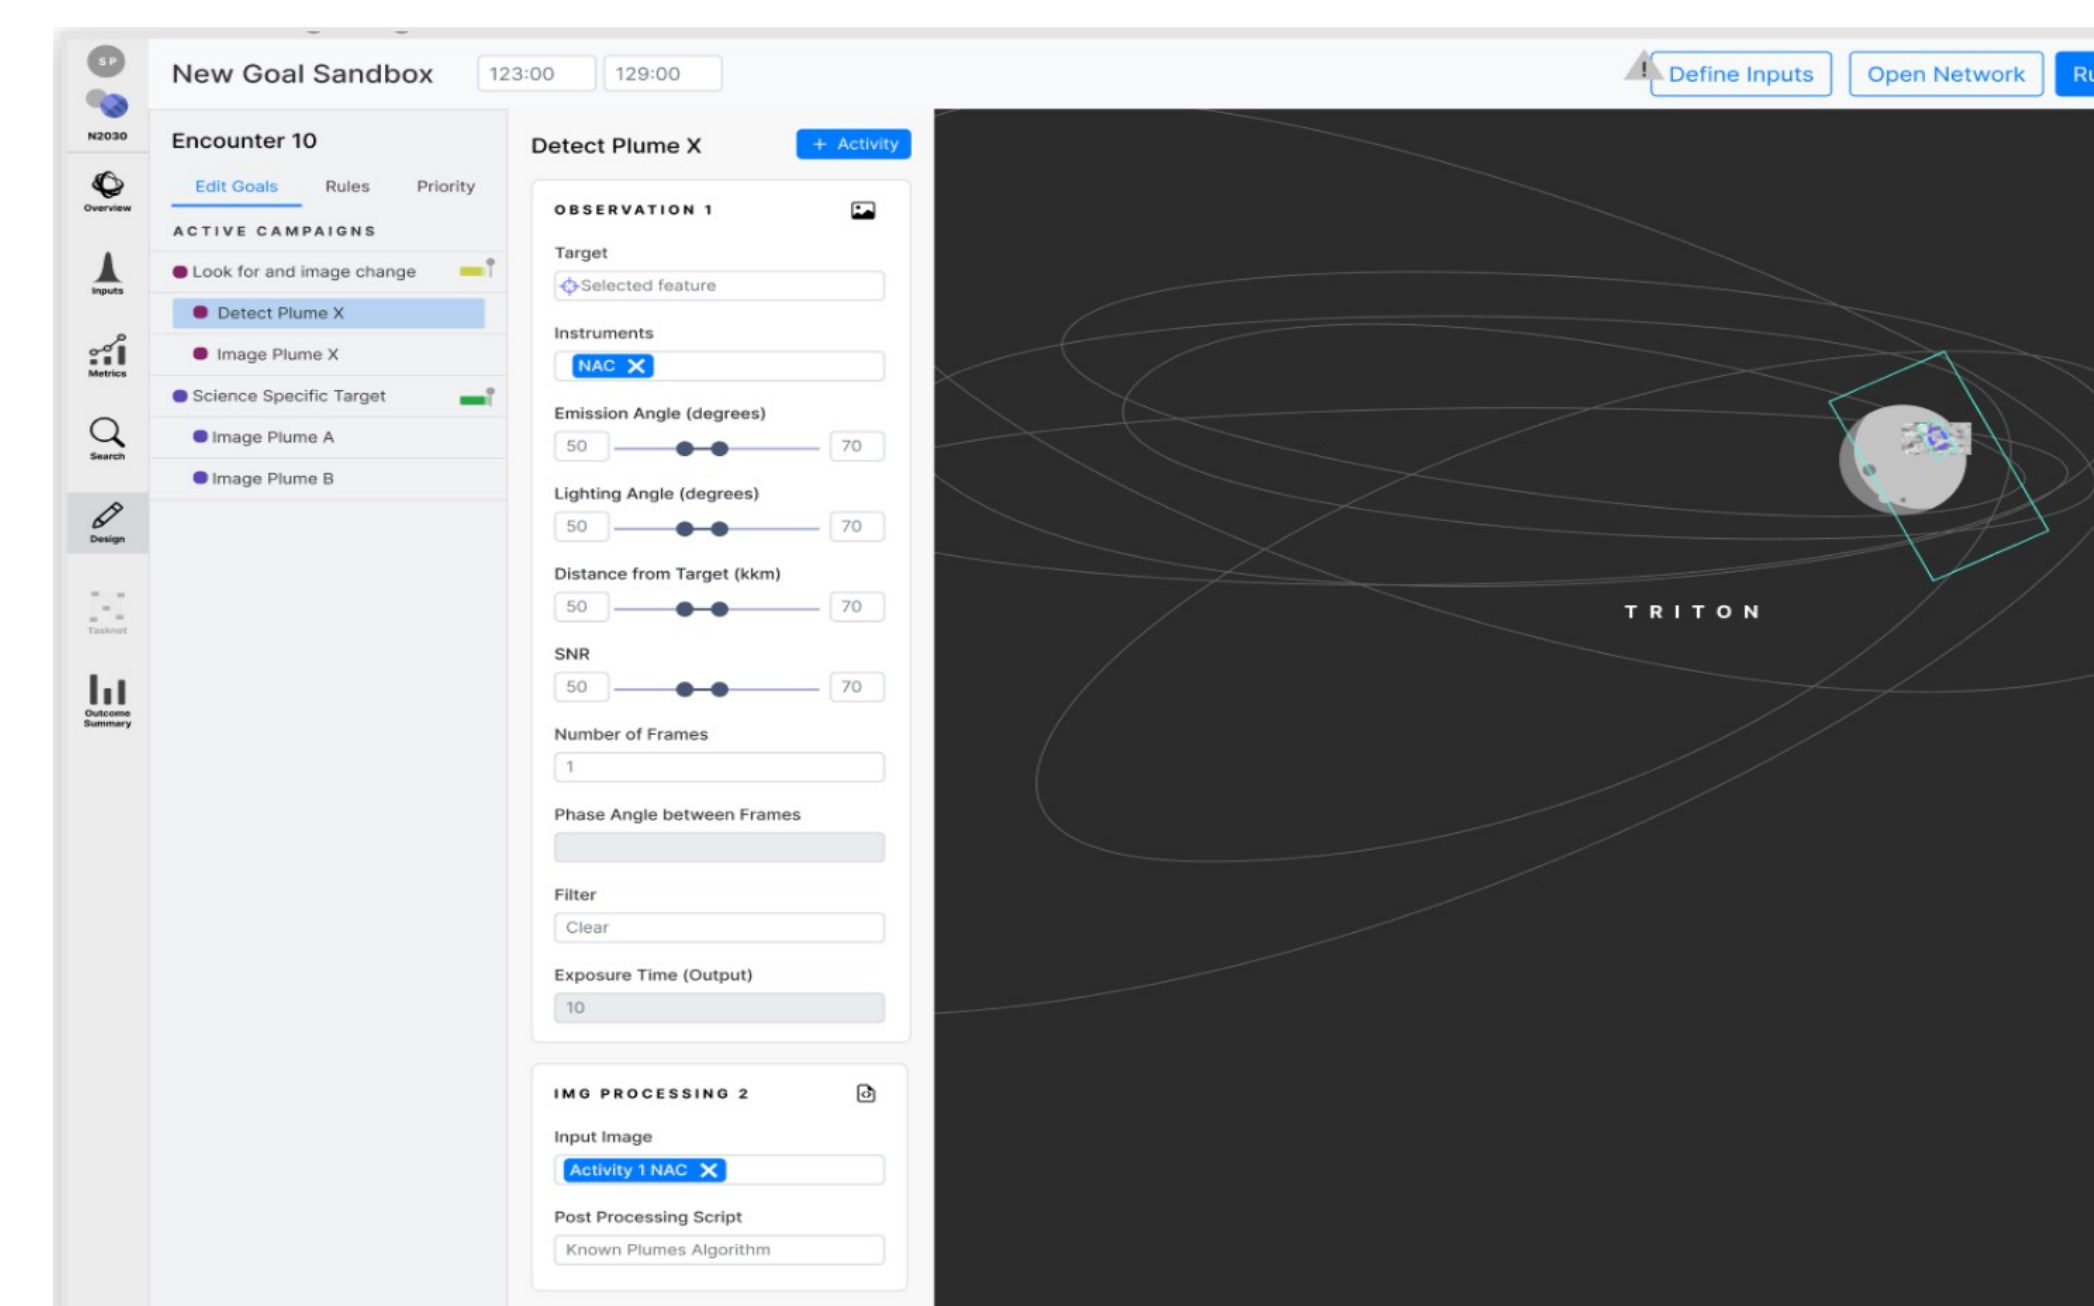 SP
N2030
Overview
Inputs
Metrics
Search
Design
Tasknet
Outcome
Summary
New Goal Sandbox
123:00
129:00
!
Define Inputs
Open Network
Ru
Encounter 10
Edit Goals
Rules
Priority
ACTIVE CAMPAIGNS
Look for and image change
Detect Plume X
Image Plume X
Science Specific Target
Image Plume A
Image Plume B
Detect Plume X
+ Activity
OBSERVATION 1
Target
Selected feature
Instruments
NAC
Emission Angle (degrees)
50
70
Lighting Angle (degrees)
50
70
Distance from Target (kkm)
50
70
SNR
50
70
Number of Frames
1
Phase Angle between Frames
Filter
Clear
Exposure Time (Output)
10
IMG PROCESSING 2
Input Image
Activity 1 NAC
Post Processing Script
Known Plumes Algorithm
TRITON